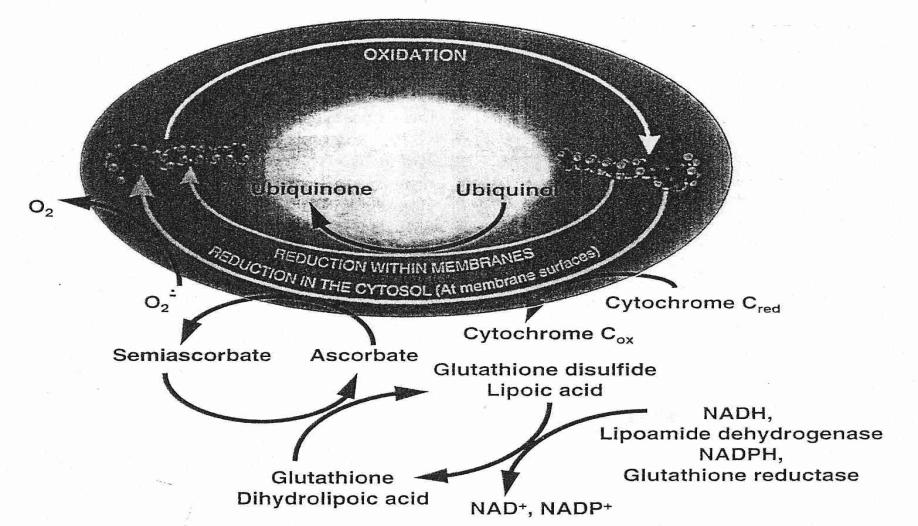 OXIDATION
Ubiquinone
Ubiquinol
O₂
REDUCTION WITHIN MEMBRANES
REDUCTION IN THE CYTOSOL (At membrane surfaces)
O₂∸
Cytochrome Cred
Cytochrome Cox
Semiascorbate
Ascorbate
Glutathione disulfide
Lipoic acid
NADH,
Lipoamide dehydrogenase
NADPH,
Glutathione reductase
Glutathione
Dihydrolipoic acid
NAD⁺, NADP⁺